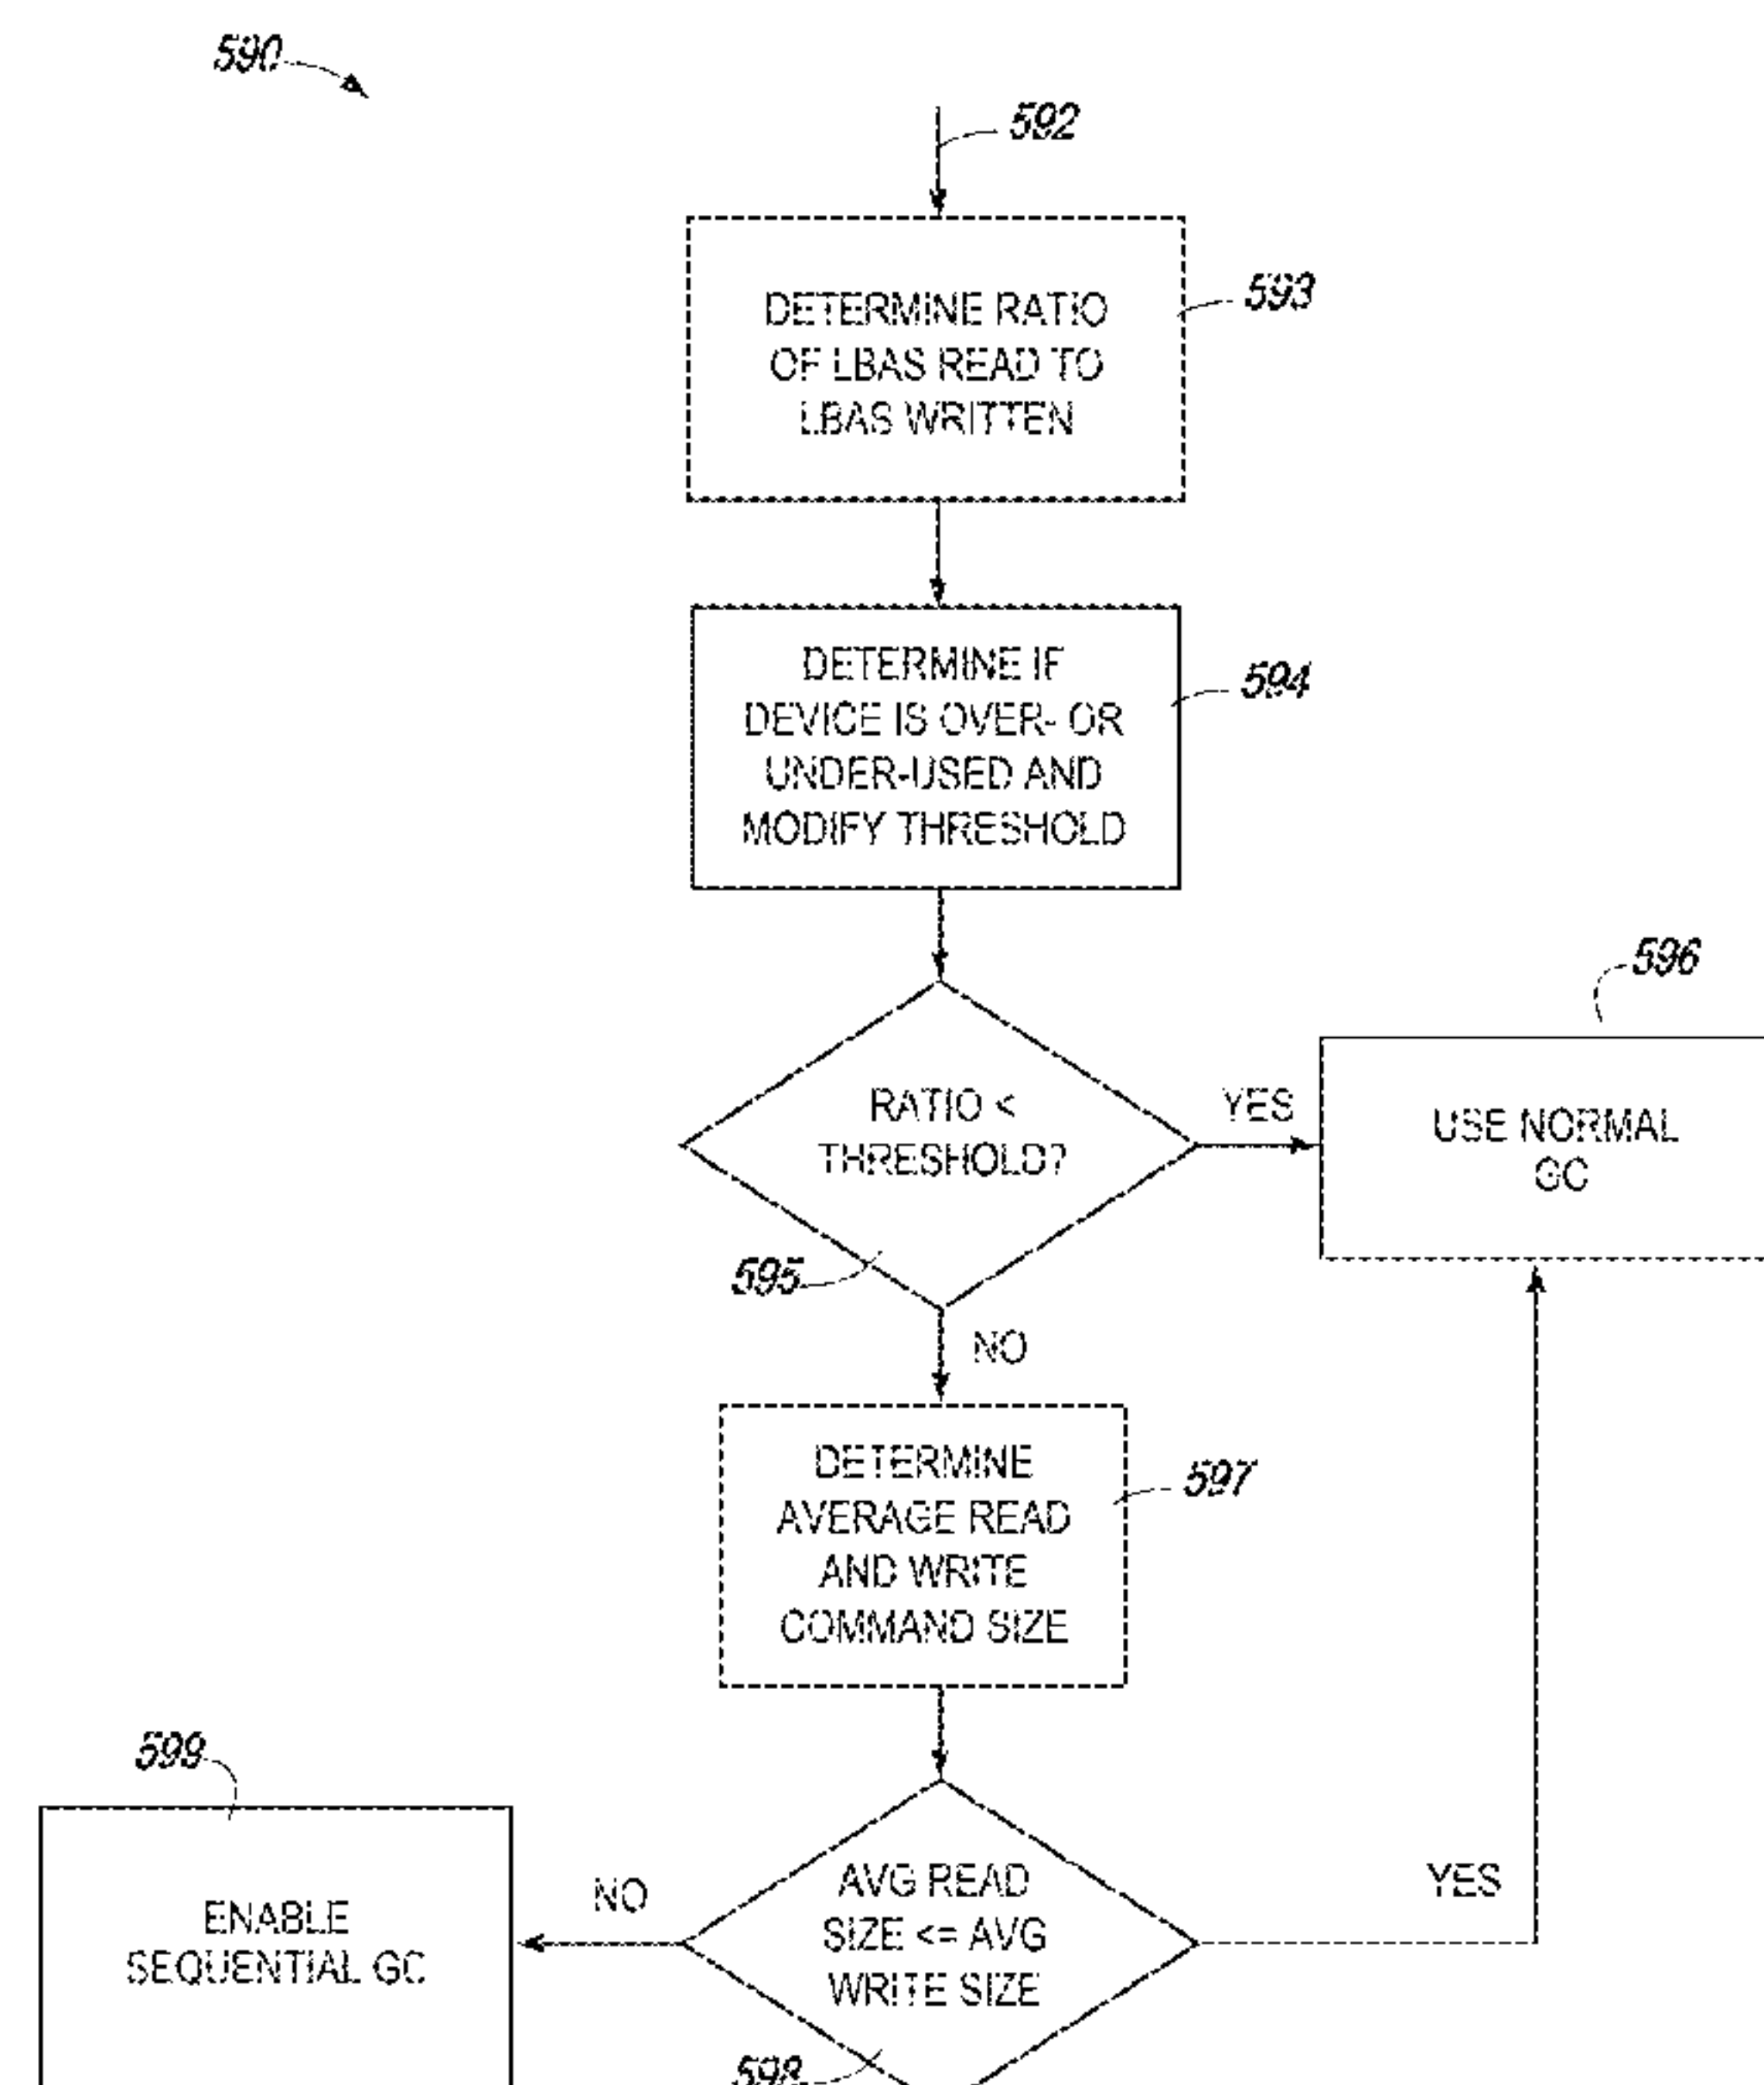 590
592
593
DETERMINE RATIO
OF LBAS READ TO
LBAS WRITTEN
594
DETERMINE IF
DEVICE IS OVER- OR
UNDER-USED AND
MODIFY THRESHOLD
596
RATIO <
THRESHOLD?
YES
USE NORMAL
GC
595
NO
DETERMINE
AVERAGE READ
AND WRITE
COMMAND SIZE
597
599
ENABLE
SEQUENTIAL GC
NO
AVG READ
SIZE <= AVG
WRITE SIZE
YES
598